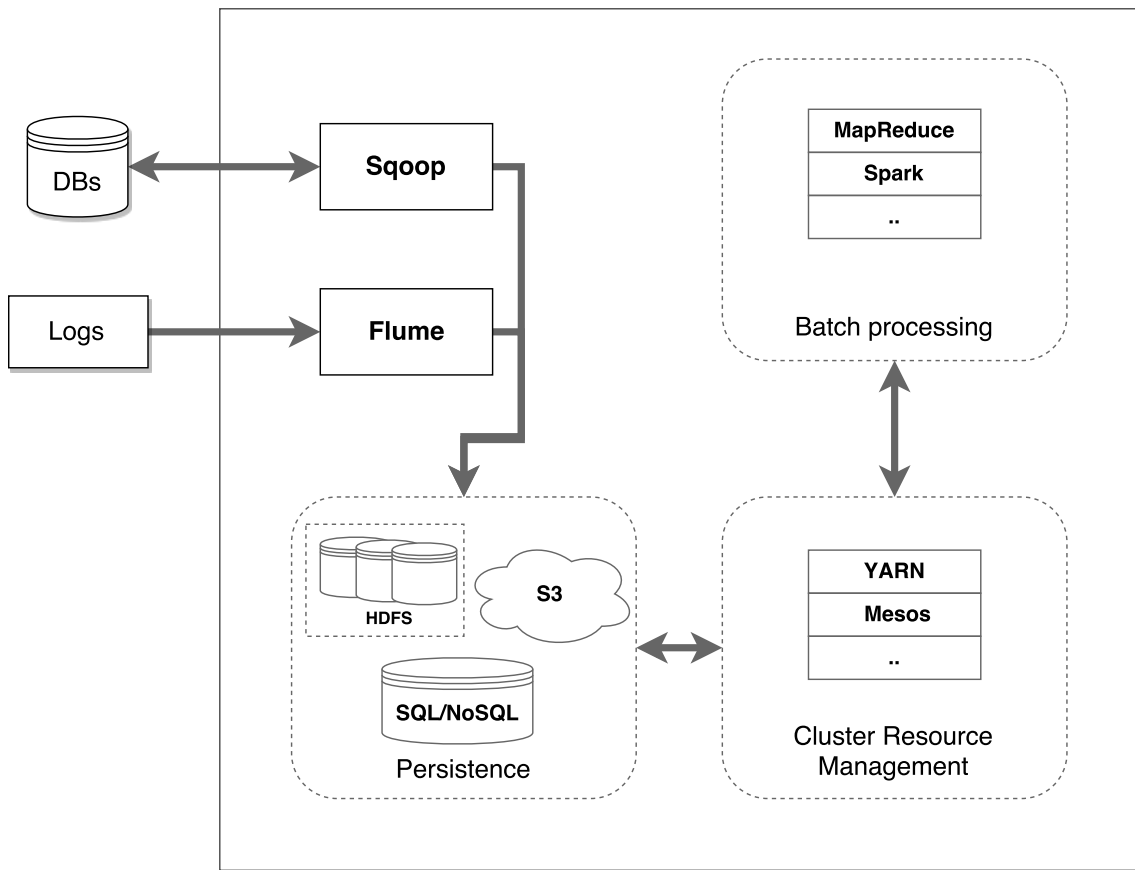 DBs
Sqoop
Logs
Flume
MapReduce
Spark
..
Batch processing
HDFS
S3
SQL/NoSQL
Persistence
YARN
Mesos
..
Cluster Resource
Management